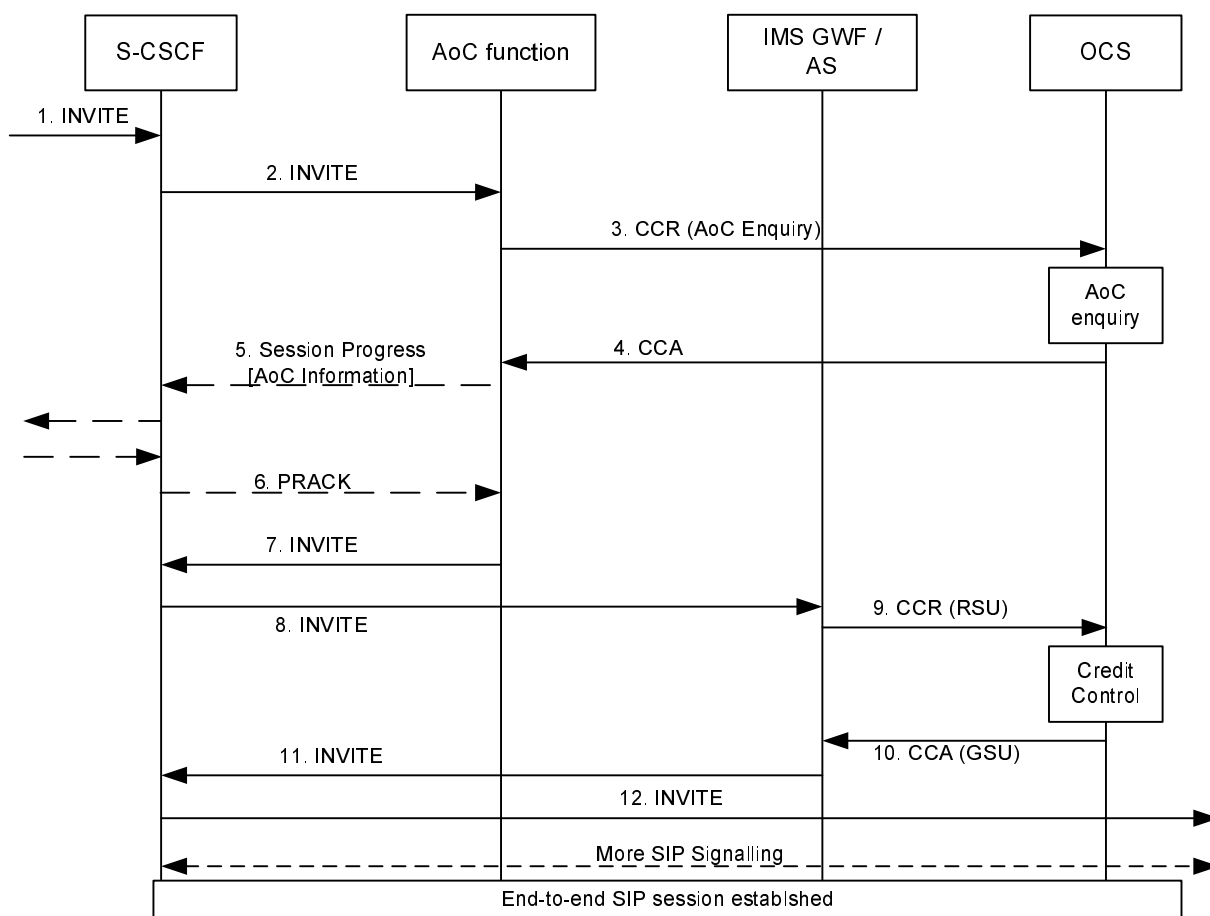 S-CSCF
AoC function
IMS GWF /
AS
OCS
1. INVITE
2. INVITE
3. CCR (AoC Enquiry)
AoC
enquiry
4. CCA
5. Session Progress
[AoC Information]
6. PRACK
7. INVITE
8. INVITE
9. CCR (RSU)
Credit
Control
10. CCA (GSU)
11. INVITE
12. INVITE
More SIP Signalling
End-to-end SIP session established